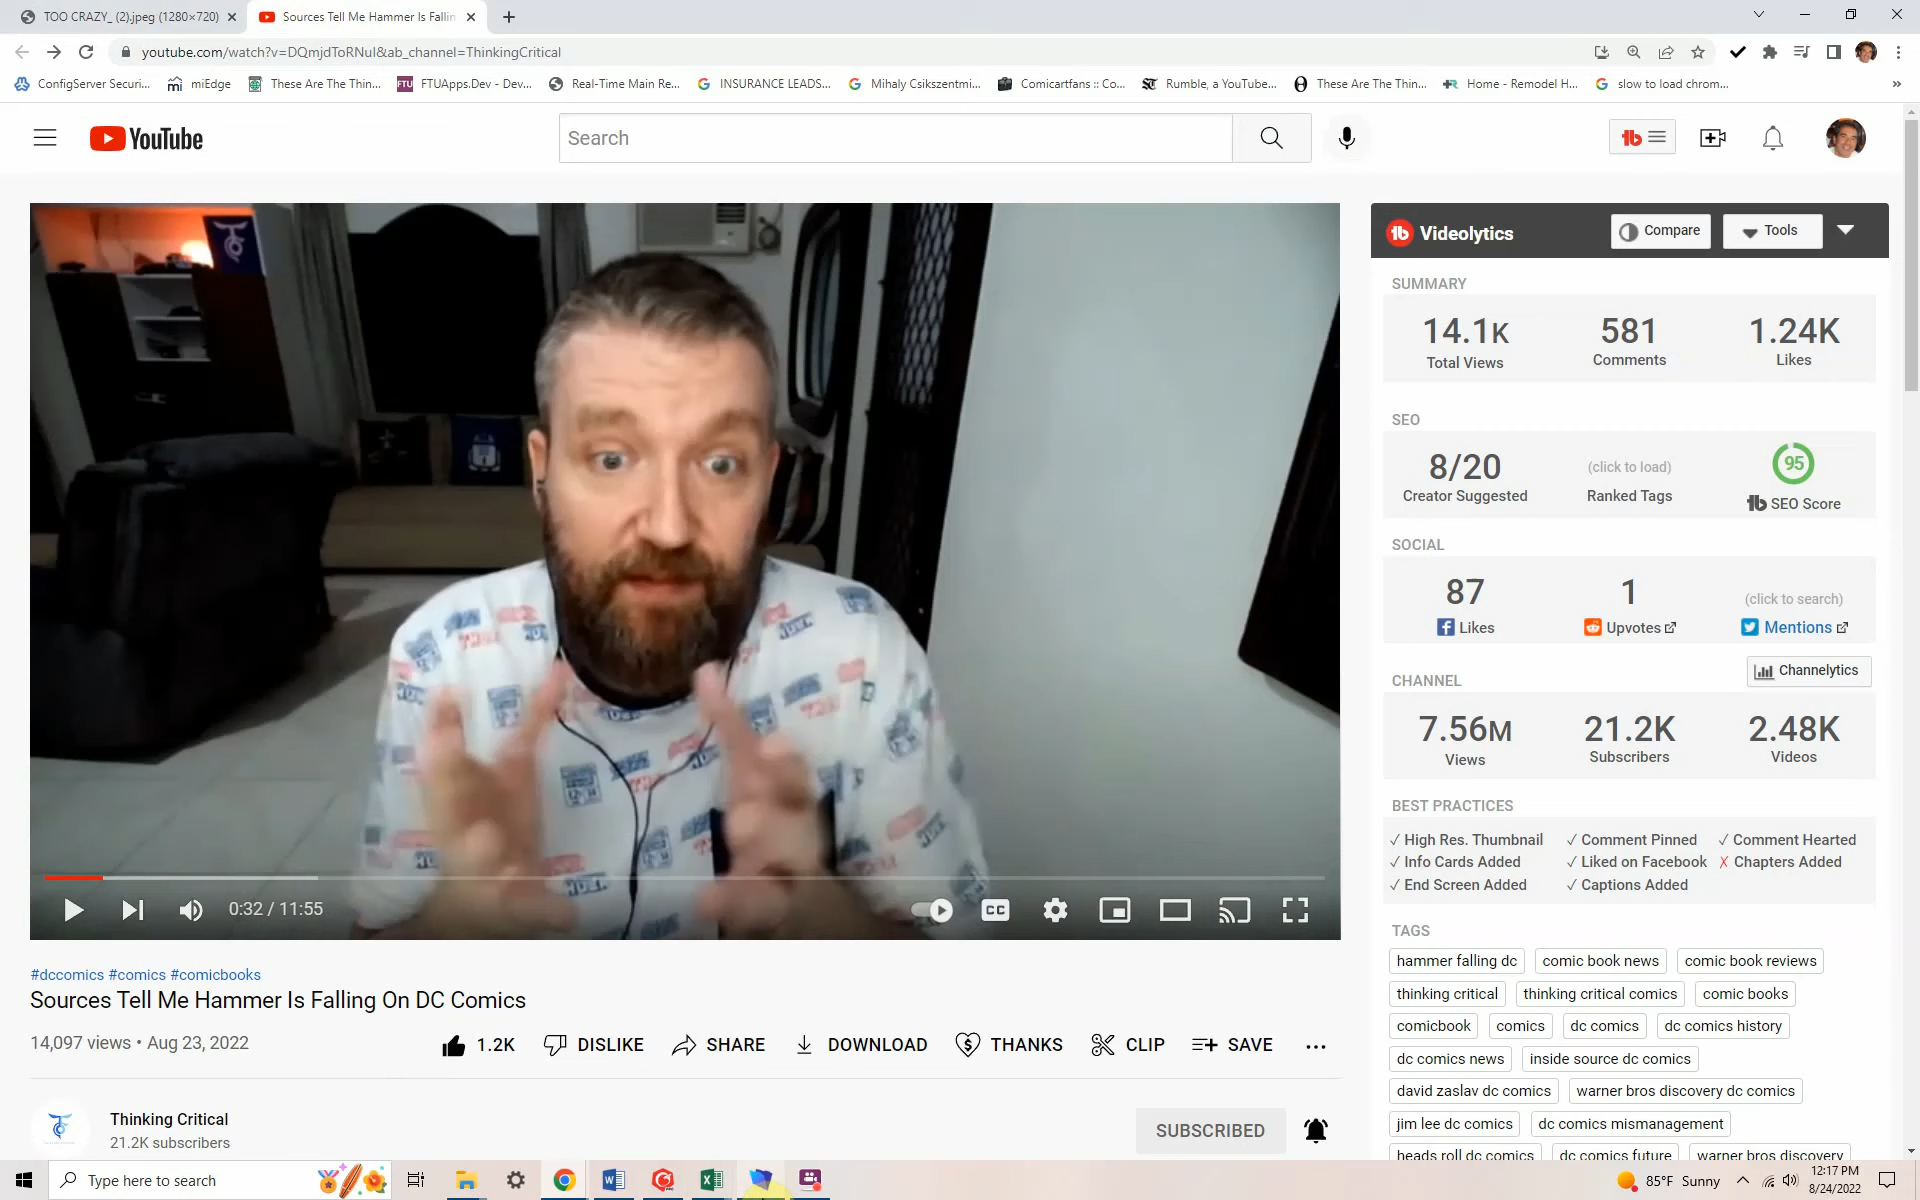 TOO CRAZY_ (2).jpeg (1280×720)
Sources Tell Me Hammer Is Fallin
youtube.com/watch?v=DQmjdToRNuI&ab_channel=ThinkingCritical
ConfigServer Securi... miEdge These Are The Thin... FTU FTUApps.Dev - Dev... Real-Time Main Re... INSURANCE LEADS... Mihaly Csikszentmi... Comicartfans :: Co... Rumble, a YouTube... These Are The Thin... Home - Remodel H... slow to load chrom...
YouTube
Search
Videolytics Compare Tools
SUMMARY
14.1K 581 1.24K
Total Views Comments Likes
SEO
8/20 (click to load) 95
Creator Suggested Ranked Tags SEO Score
SOCIAL
87 1 (click to search)
Likes Upvotes Mentions
CHANNEL Channelytics
7.56M 21.2K 2.48K
Views Subscribers Videos
BEST PRACTICES
✓ High Res. Thumbnail ✓ Comment Pinned ✓ Comment Hearted
✓ Info Cards Added ✓ Liked on Facebook X Chapters Added
✓ End Screen Added ✓ Captions Added
TAGS
hammer falling dc comic book news comic book reviews
thinking critical thinking critical comics comic books
comicbook comics dc comics dc comics history
dc comics news inside source dc comics
david zaslav dc comics warner bros discovery dc comics
jim lee dc comics dc comics mismanagement
heads roll dc comics dc comics future warner bros discovery
0:32 / 11:55
CC
#dccomics #comics #comicbooks
Sources Tell Me Hammer Is Falling On DC Comics
14,097 views • Aug 23, 2022
1.2K DISLIKE SHARE DOWNLOAD THANKS CLIP SAVE
Thinking Critical
21.2K subscribers
SUBSCRIBED
Type here to search
85°F Sunny
12:17 PM
8/24/2022